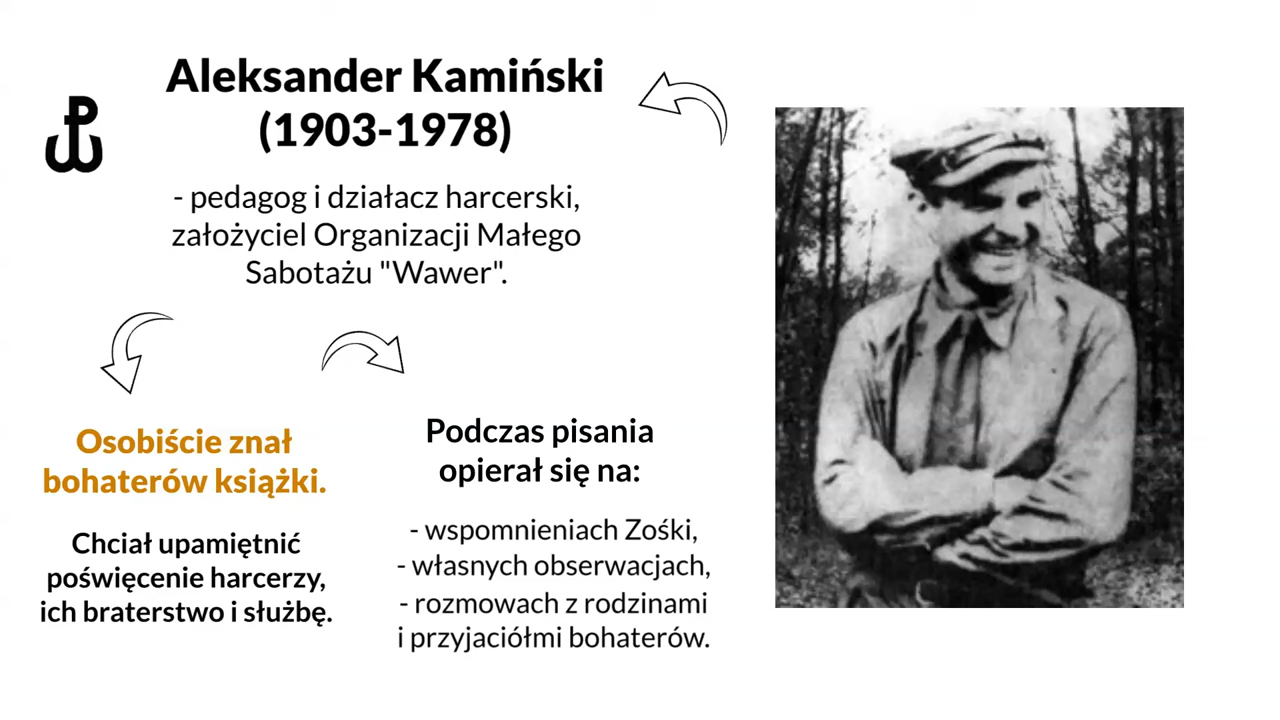 Aleksander Kamiński
(1903-1978)
- pedagog i działacz harcerski,
założyciel Organizacji Małego
Sabotażu "Wawer".
Osobiście znał
bohaterów książki.
Chciał upamiętnić
poświęcenie harcerzy,
ich braterstwo i służbę.
Podczas pisania
opierał się na:
- wspomnieniach Zośki,
- własnych obserwacjach,
- rozmowach z rodzinami
i przyjaciółmi bohaterów.